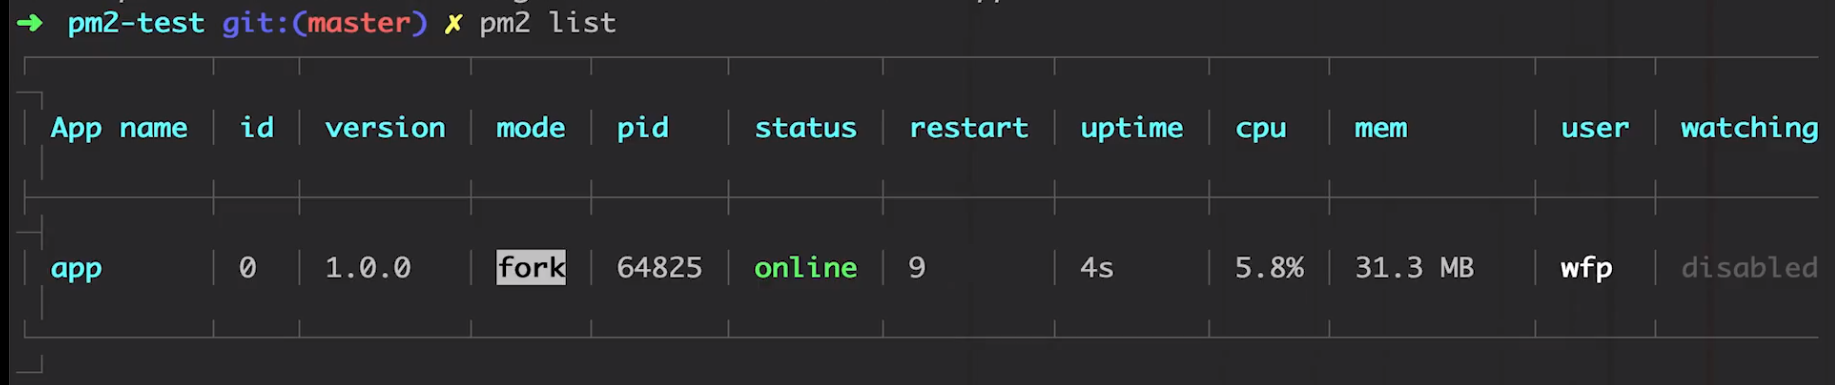 ➜ pm2-test git:(master) ✗ pm2 list
App name id version mode pid status restart uptime cpu mem user watching
app 0 1.0.0 fork 64825 online 9 4s 5.8% 31.3 MB wfp disabled